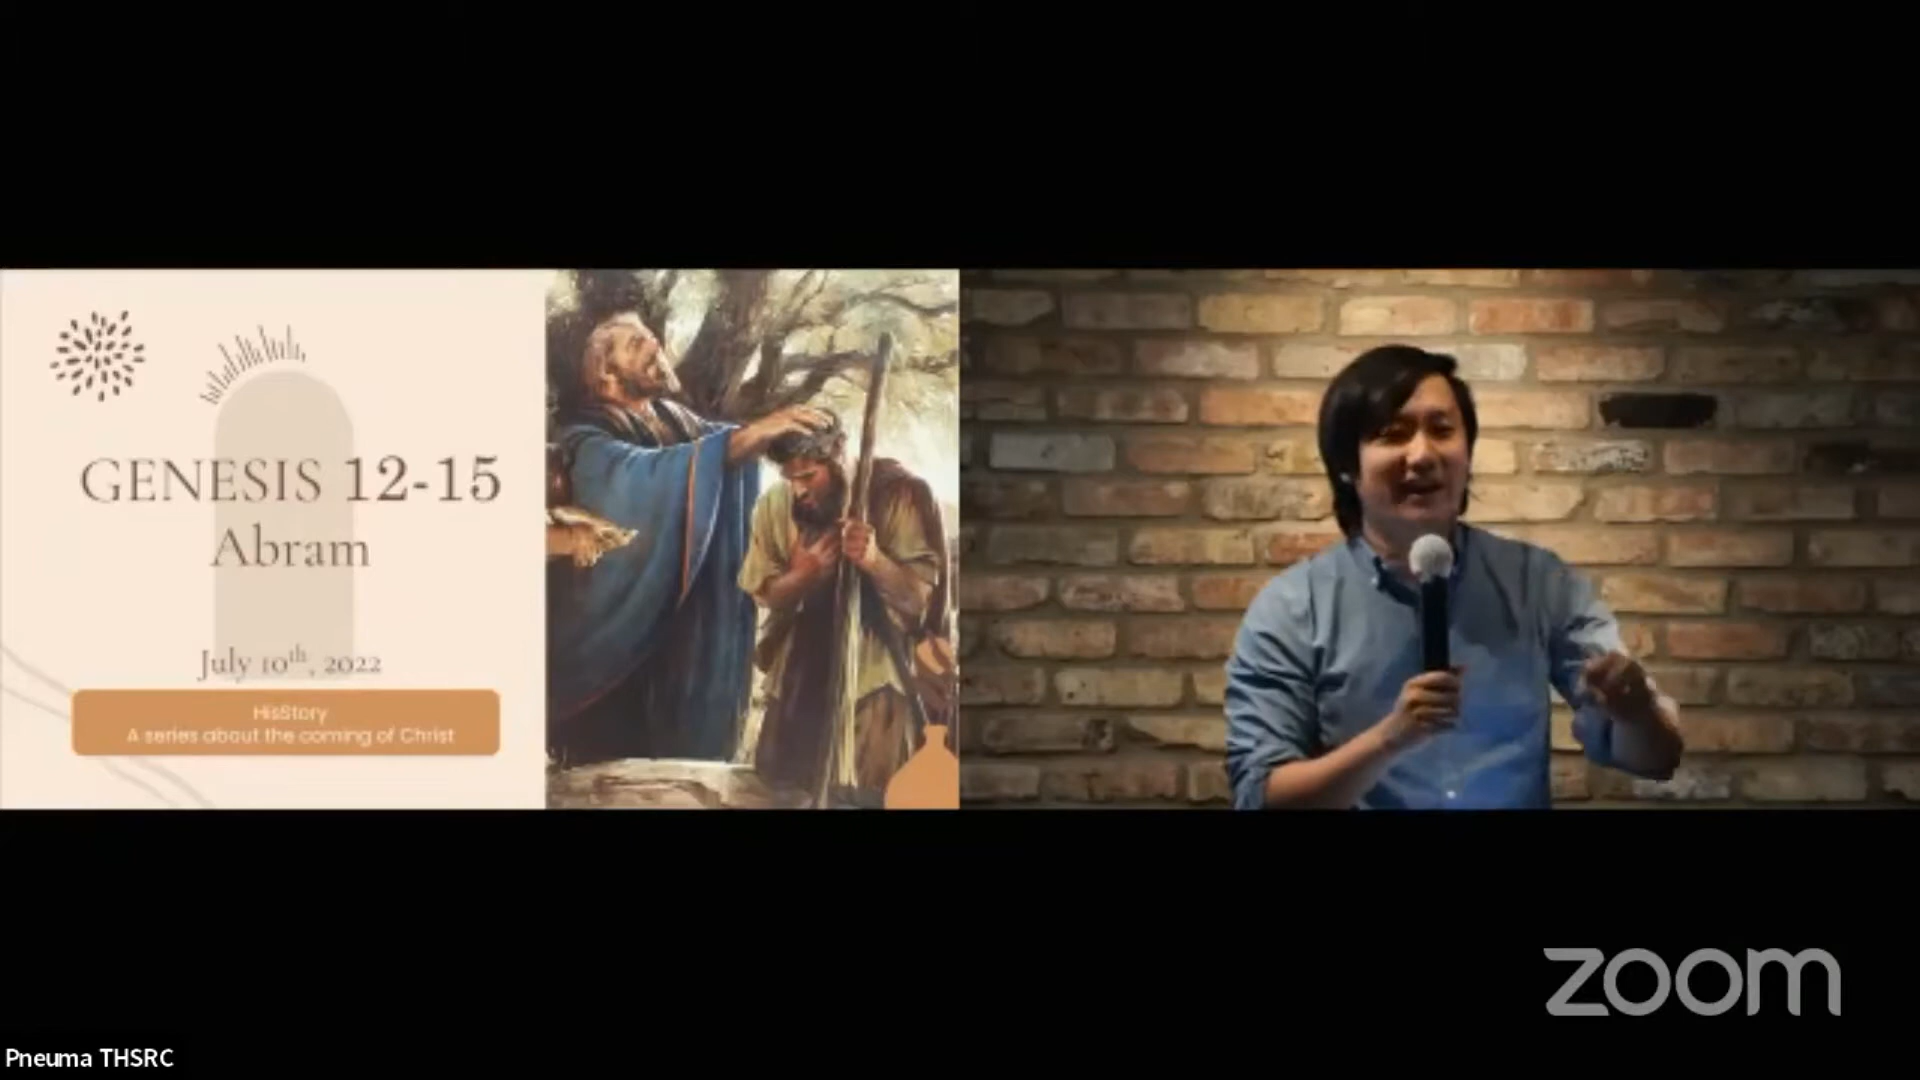 GENESIS 12-15
Abram
July 10th, 2022
HisStory
A series about the coming of Christ
zoom
Pneuma THSRC